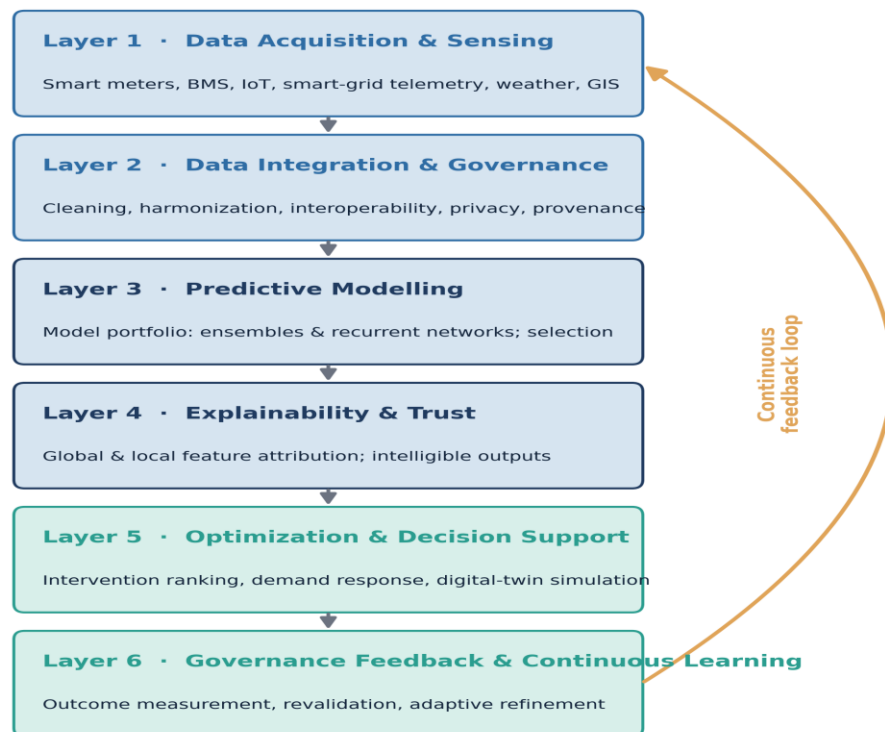 Layer 1 · Data Acquisition & Sensing
Smart meters, BMS, IoT, smart-grid telemetry, weather, GIS
Layer 2 · Data Integration & Governance
Cleaning, harmonization, interoperability, privacy, provenance
Layer 3 · Predictive Modelling
Model portfolio: ensembles & recurrent networks; selection
Layer 4 · Explainability & Trust
Global & local feature attribution; intelligible outputs
Layer 5 · Optimization & Decision Support
Intervention ranking, demand response, digital-twin simulation
Layer 6 · Governance Feedback & Continuous Learning
Outcome measurement, revalidation, adaptive refinement
Continuous
feedback loop